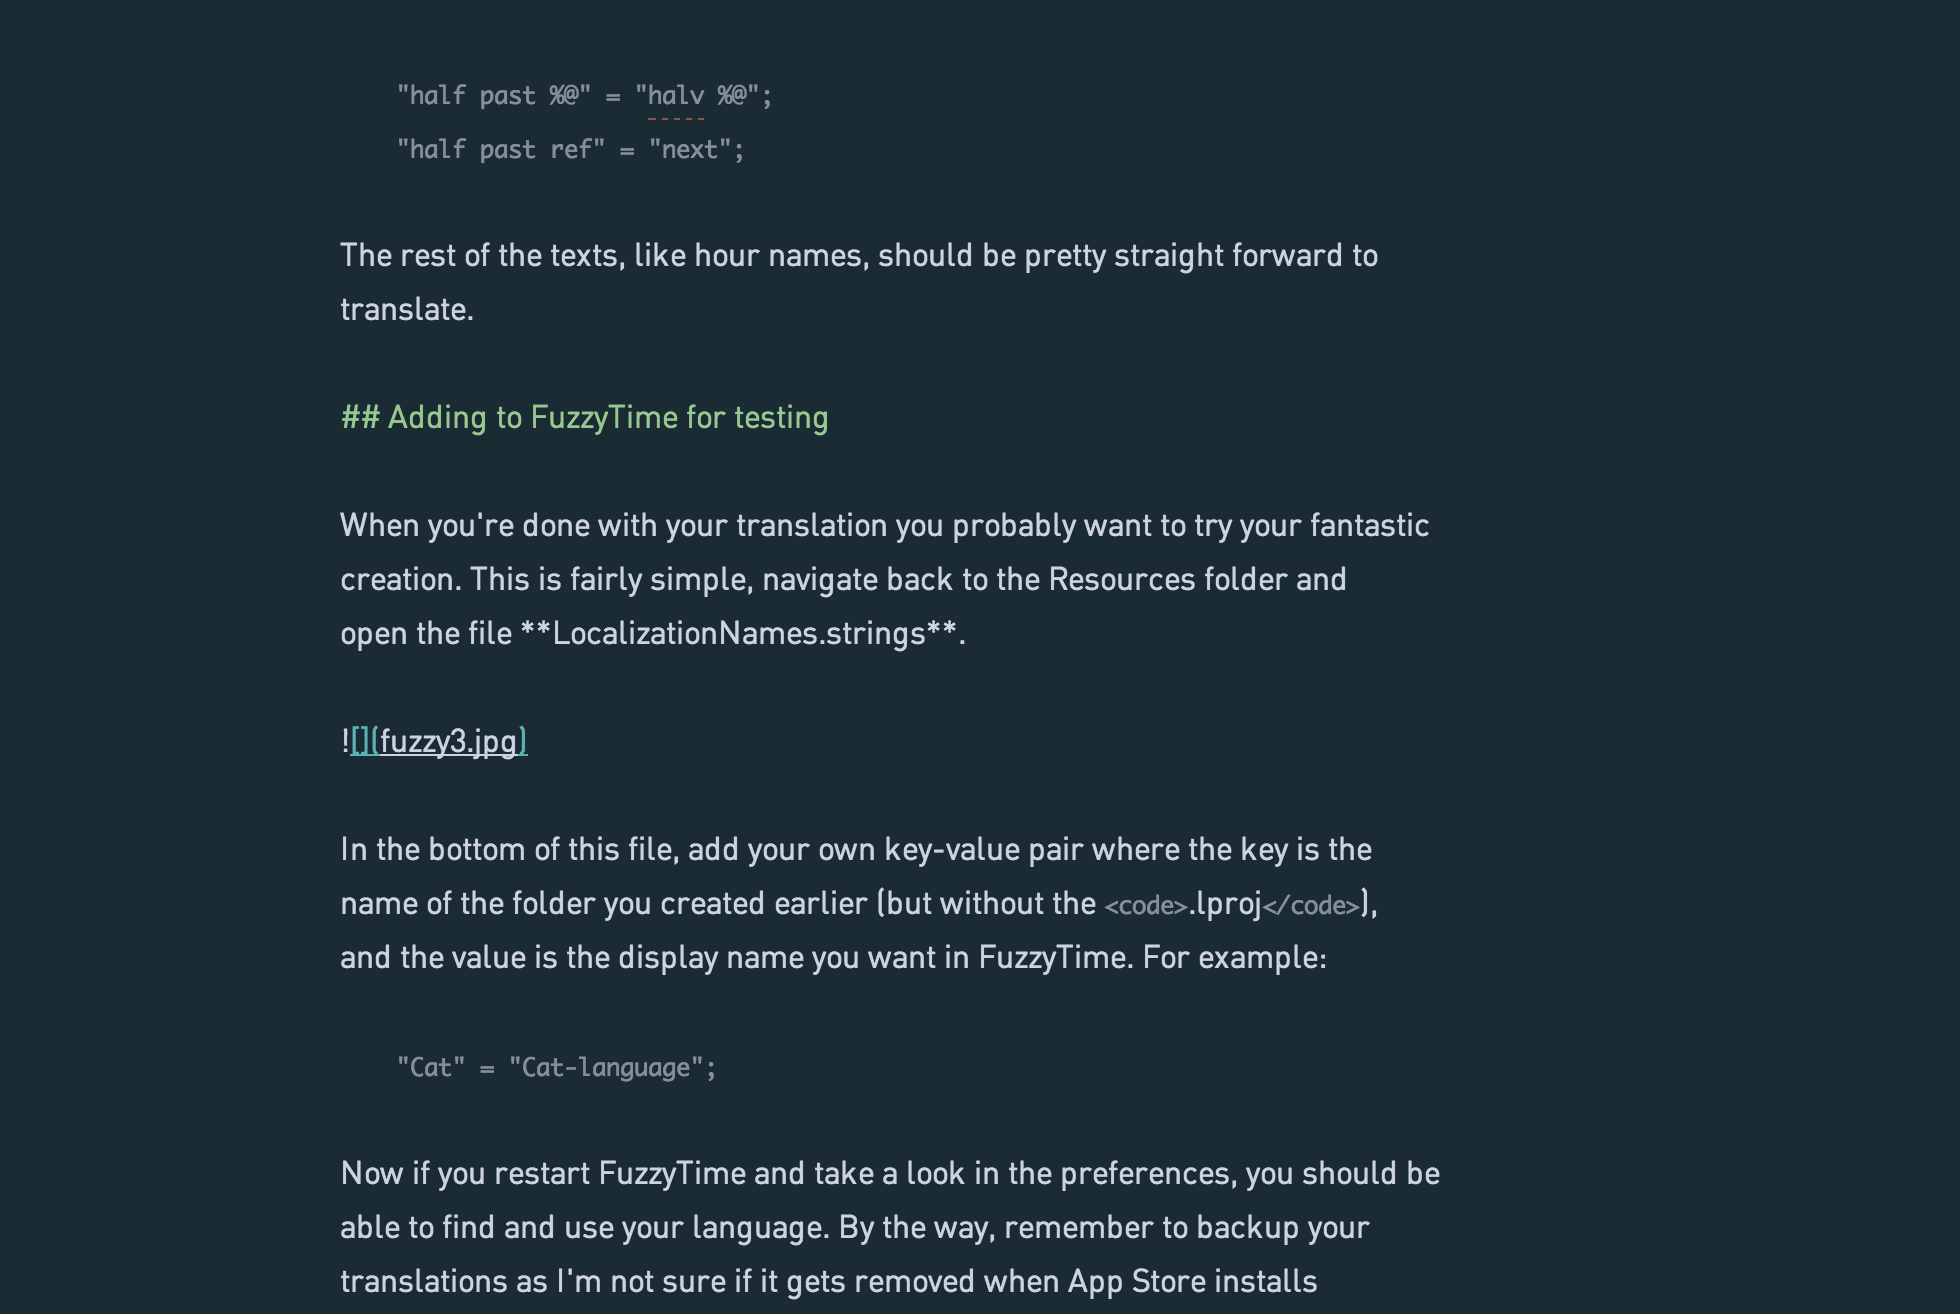 "half past %@" = "halv %@";
"half past ref" = "next";
The rest of the texts, like hour names, should be pretty straight forward to
translate.
## Adding to FuzzyTime for testing
When you're done with your translation you probably want to try your fantastic
creation. This is fairly simple, navigate back to the Resources folder and
open the file **LocalizationNames.strings**.
![](fuzzy3.jpg)
In the bottom of this file, add your own key-value pair where the key is the
name of the folder you created earlier (but without the <code>.lproj</code>),
and the value is the display name you want in FuzzyTime. For example:
"Cat" = "Cat-language";
Now if you restart FuzzyTime and take a look in the preferences, you should be
able to find and use your language. By the way, remember to backup your
translations as I'm not sure if it gets removed when App Store installs